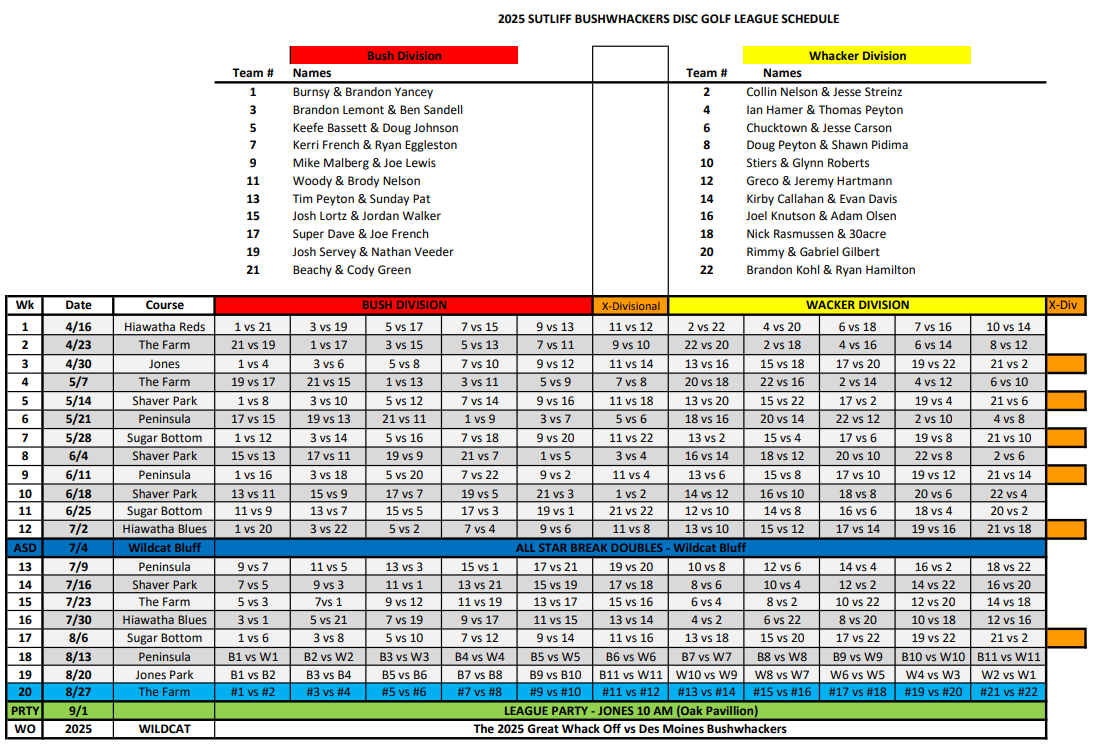 2025 SUTLIFF BUSHWHACKERS DISC GOLF LEAGUE SCHEDULE
Bush Division Whacker Division
Team # Names Team # Names
1 Burnsy & Brandon Yancey 2 Collin Nelson & Jesse Streinz
3 Brandon Lemont & Ben Sandell 4 Ian Hamer & Thomas Peyton
5 Keefe Bassett & Doug Johnson 6 Chucktown & Jesse Carson
7 Kerri French & Ryan Eggleston 8 Doug Peyton & Shawn Pidima
9 Mike Malberg & Joe Lewis 10 Stiers & Glynn Roberts
11 Woody & Brody Nelson 12 Greco & Jeremy Hartmann
13 Tim Peyton & Sunday Pat 14 Kirby Callahan & Evan Davis
15 Josh Lortz & Jordan Walker 16 Joel Knutson & Adam Olsen
17 Super Dave & Joe French 18 Nick Rasmussen & 30acre
19 Josh Servey & Nathan Veeder 20 Rimmy & Gabriel Gilbert
21 Beachy & Cody Green 22 Brandon Kohl & Ryan Hamilton
Wk Date Course BUSH DIVISION X-Divisional WACKER DIVISION X-Div
1 4/16 Hiawatha Reds 1 vs 21 3 vs 19 5 vs 17 7 vs 15 9 vs 13 11 vs 12 2 vs 22 4 vs 20 6 vs 18 7 vs 16 10 vs 14
2 4/23 The Farm 21 vs 19 1 vs 17 3 vs 15 5 vs 13 7 vs 11 9 vs 10 22 vs 20 2 vs 18 4 vs 16 6 vs 14 8 vs 12
3 4/30 Jones 1 vs 4 3 vs 6 5 vs 8 7 vs 10 9 vs 12 11 vs 14 13 vs 16 15 vs 18 17 vs 20 19 vs 22 21 vs 2
4 5/7 The Farm 19 vs 17 21 vs 15 1 vs 13 3 vs 11 5 vs 9 7 vs 8 20 vs 18 22 vs 16 2 vs 14 4 vs 12 6 vs 10
5 5/14 Shaver Park 1 vs 8 3 vs 10 5 vs 12 7 vs 14 9 vs 16 11 vs 18 13 vs 20 15 vs 22 17 vs 2 19 vs 4 21 vs 6
6 5/21 Peninsula 17 vs 15 19 vs 13 21 vs 11 1 vs 9 3 vs 7 5 vs 6 18 vs 16 20 vs 14 22 vs 12 2 vs 10 4 vs 8
7 5/28 Sugar Bottom 1 vs 12 3 vs 14 5 vs 16 7 vs 18 9 vs 20 11 vs 22 13 vs 2 15 vs 4 17 vs 6 19 vs 8 21 vs 10
8 6/4 Shaver Park 15 vs 13 17 vs 11 19 vs 9 21 vs 7 1 vs 5 3 vs 4 16 vs 14 18 vs 12 20 vs 10 22 vs 8 2 vs 6
9 6/11 Peninsula 1 vs 16 3 vs 18 5 vs 20 7 vs 22 9 vs 2 11 vs 4 13 vs 6 15 vs 8 17 vs 10 19 vs 12 21 vs 14
10 6/18 Shaver Park 13 vs 11 15 vs 9 17 vs 7 19 vs 5 21 vs 3 1 vs 2 14 vs 12 16 vs 10 18 vs 8 20 vs 6 22 vs 4
11 6/25 Sugar Bottom 11 vs 9 13 vs 7 15 vs 5 17 vs 3 19 vs 1 21 vs 22 12 vs 10 14 vs 8 16 vs 6 18 vs 4 20 vs 2
12 7/2 Hiawatha Blues 1 vs 20 3 vs 22 5 vs 2 7 vs 4 9 vs 6 11 vs 8 13 vs 10 15 vs 12 17 vs 14 19 vs 16 21 vs 18
ASD 7/4 Wildcat Bluff ALL STAR BREAK DOUBLES - Wildcat Bluff
13 7/9 Peninsula 9 vs 7 11 vs 5 13 vs 3 15 vs 1 17 vs 21 19 vs 20 10 vs 8 12 vs 6 14 vs 4 16 vs 2 18 vs 22
14 7/16 Shaver Park 7 vs 5 9 vs 3 11 vs 1 13 vs 21 15 vs 19 17 vs 18 8 vs 6 10 vs 4 12 vs 2 14 vs 22 16 vs 20
15 7/23 The Farm 5 vs 3 7vs 1 9 vs 12 11 vs 19 13 vs 17 15 vs 16 6 vs 4 8 vs 2 10 vs 22 12 vs 20 14 vs 18
16 7/30 Hiawatha Blues 3 vs 1 5 vs 21 7 vs 19 9 vs 17 11 vs 15 13 vs 14 4 vs 2 6 vs 22 8 vs 20 10 vs 18 12 vs 16
17 8/6 Sugar Bottom 1 vs 6 3 vs 8 5 vs 10 7 vs 12 9 vs 14 11 vs 16 13 vs 18 15 vs 20 17 vs 22 19 vs 22 21 vs 2
18 8/13 Peninsula B1 vs W1 B2 vs W2 B3 vs W3 B4 vs W4 B5 vs W5 B6 vs W6 B7 vs W7 B8 vs W8 B9 vs W9 B10 vs W10 B11 vs W11
19 8/20 Jones Park B1 vs B2 B3 vs B4 B5 vs B6 B7 vs B8 B9 vs B10 B11 vs W11 W10 vs W9 W8 vs W7 W6 vs W5 W4 vs W3 W2 vs W1
20 8/27 The Farm #1 vs #2 #3 vs #4 #5 vs #6 #7 vs #8 #9 vs #10 #11 vs #12 #13 vs #14 #15 vs #16 #17 vs #18 #19 vs #20 #21 vs #22
PRTY 9/1 LEAGUE PARTY - JONES 10 AM (Oak Pavillion)
WO 2025 WILDCAT The 2025 Great Whack Off vs Des Moines Bushwhackers